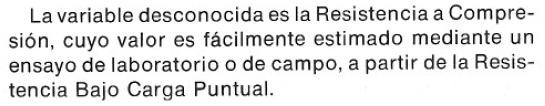 La variable desconocida es la Resistencia a Compre-
sión, cuyo valor es fácilmente estimado mediante un
ensayo de laboratorio o de campo, a partir de la Resis-
tencia Bajo Carga Puntual.